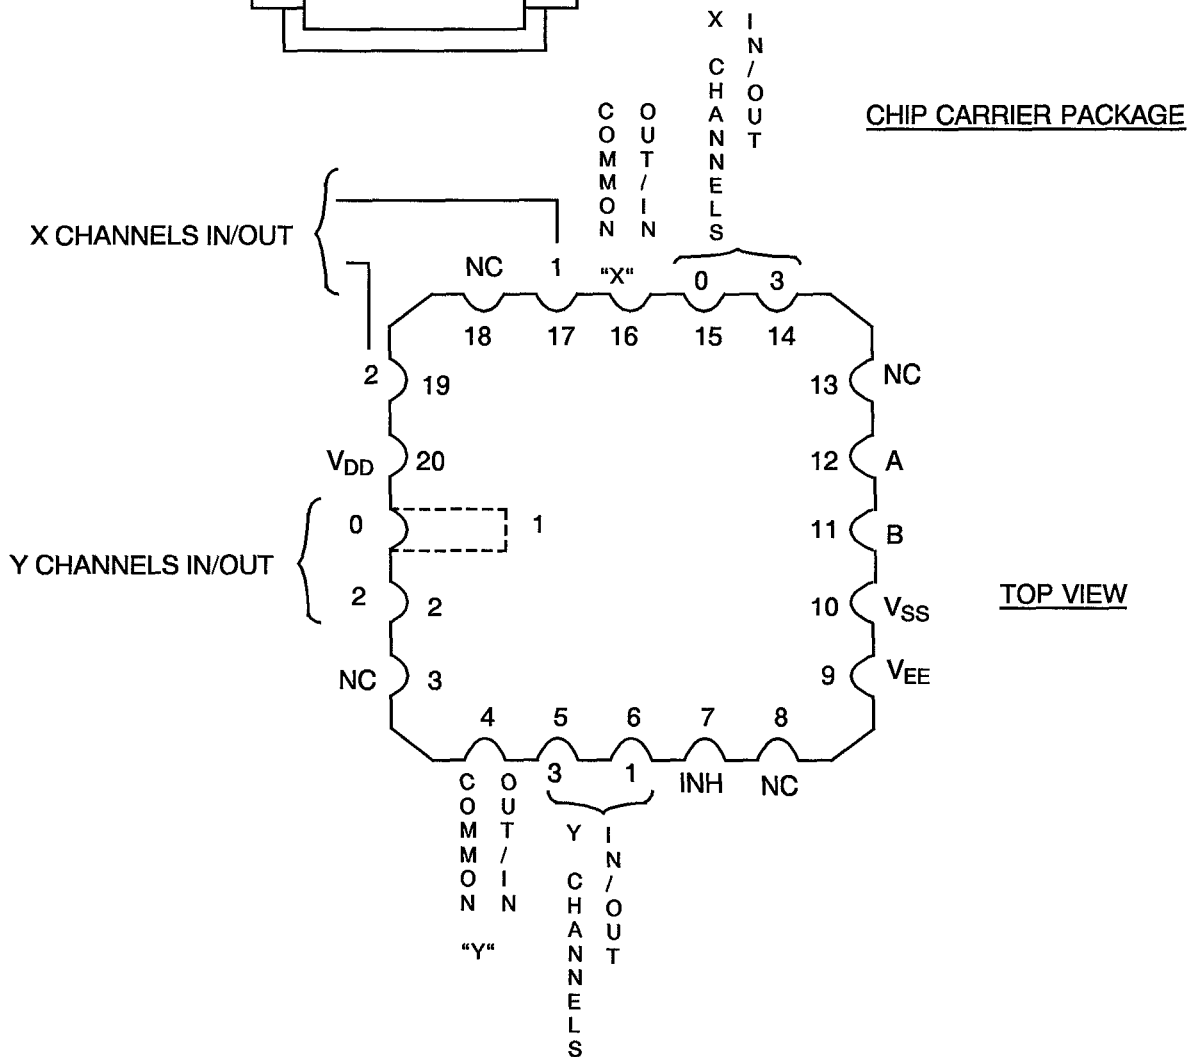 X CHANNELS
IN/OUT
COMMON
OUT/IN
CHIP CARRIER PACKAGE
X CHANNELS IN/OUT
NC
1
“X“
0
3
18
17
16
15
14
2
19
13
NC
VDD
20
12
A
0
1
11
B
Y CHANNELS IN/OUT
2
2
10
VSS
TOP VIEW
NC
3
9
VEE
4
5
6
7
8
3
1
INH
NC
COMMON
OUT/IN
“Y“
Y CHANNELS
IN/OUT